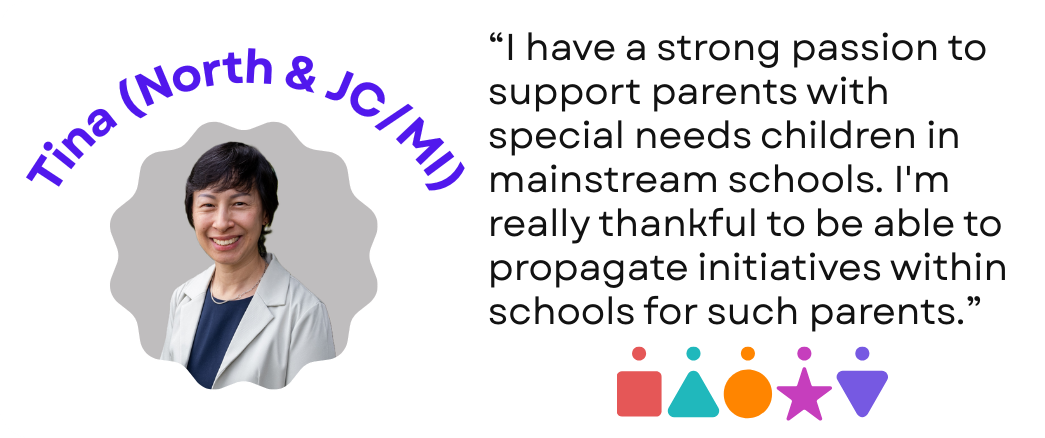 Tina (North & JC/MI)
“I have a strong passion to
support parents with
special needs children in
mainstream schools. I'm
really thankful to be able to
propagate initiatives within
schools for such parents.”